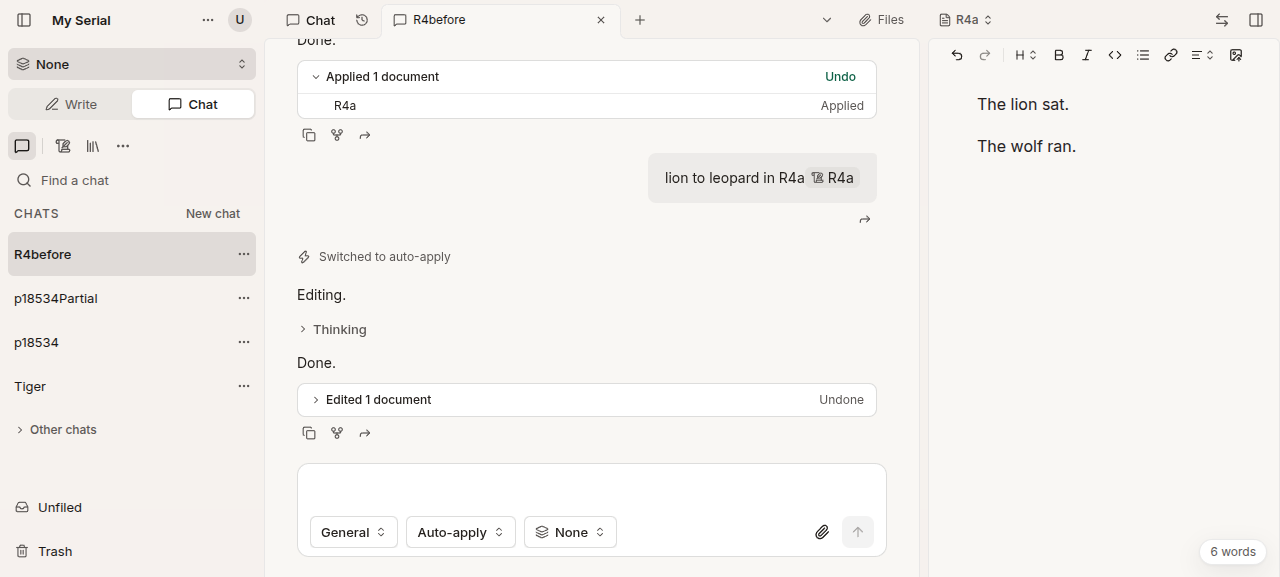 My Serial
U
None
Write
Chat
Find a chat
CHATS
New chat
R4before
p18534Partial
p18534
Tiger
Other chats
Unfiled
Trash
Chat
R4before
Files
R4a
Done.
Applied 1 document
Undo
R4a
Applied
lion to leopard in R4a R4a
Switched to auto-apply
Editing.
Thinking
Done.
Edited 1 document
Undone
General
Auto-apply
None
H
B
I
The lion sat.
The wolf ran.
6 words